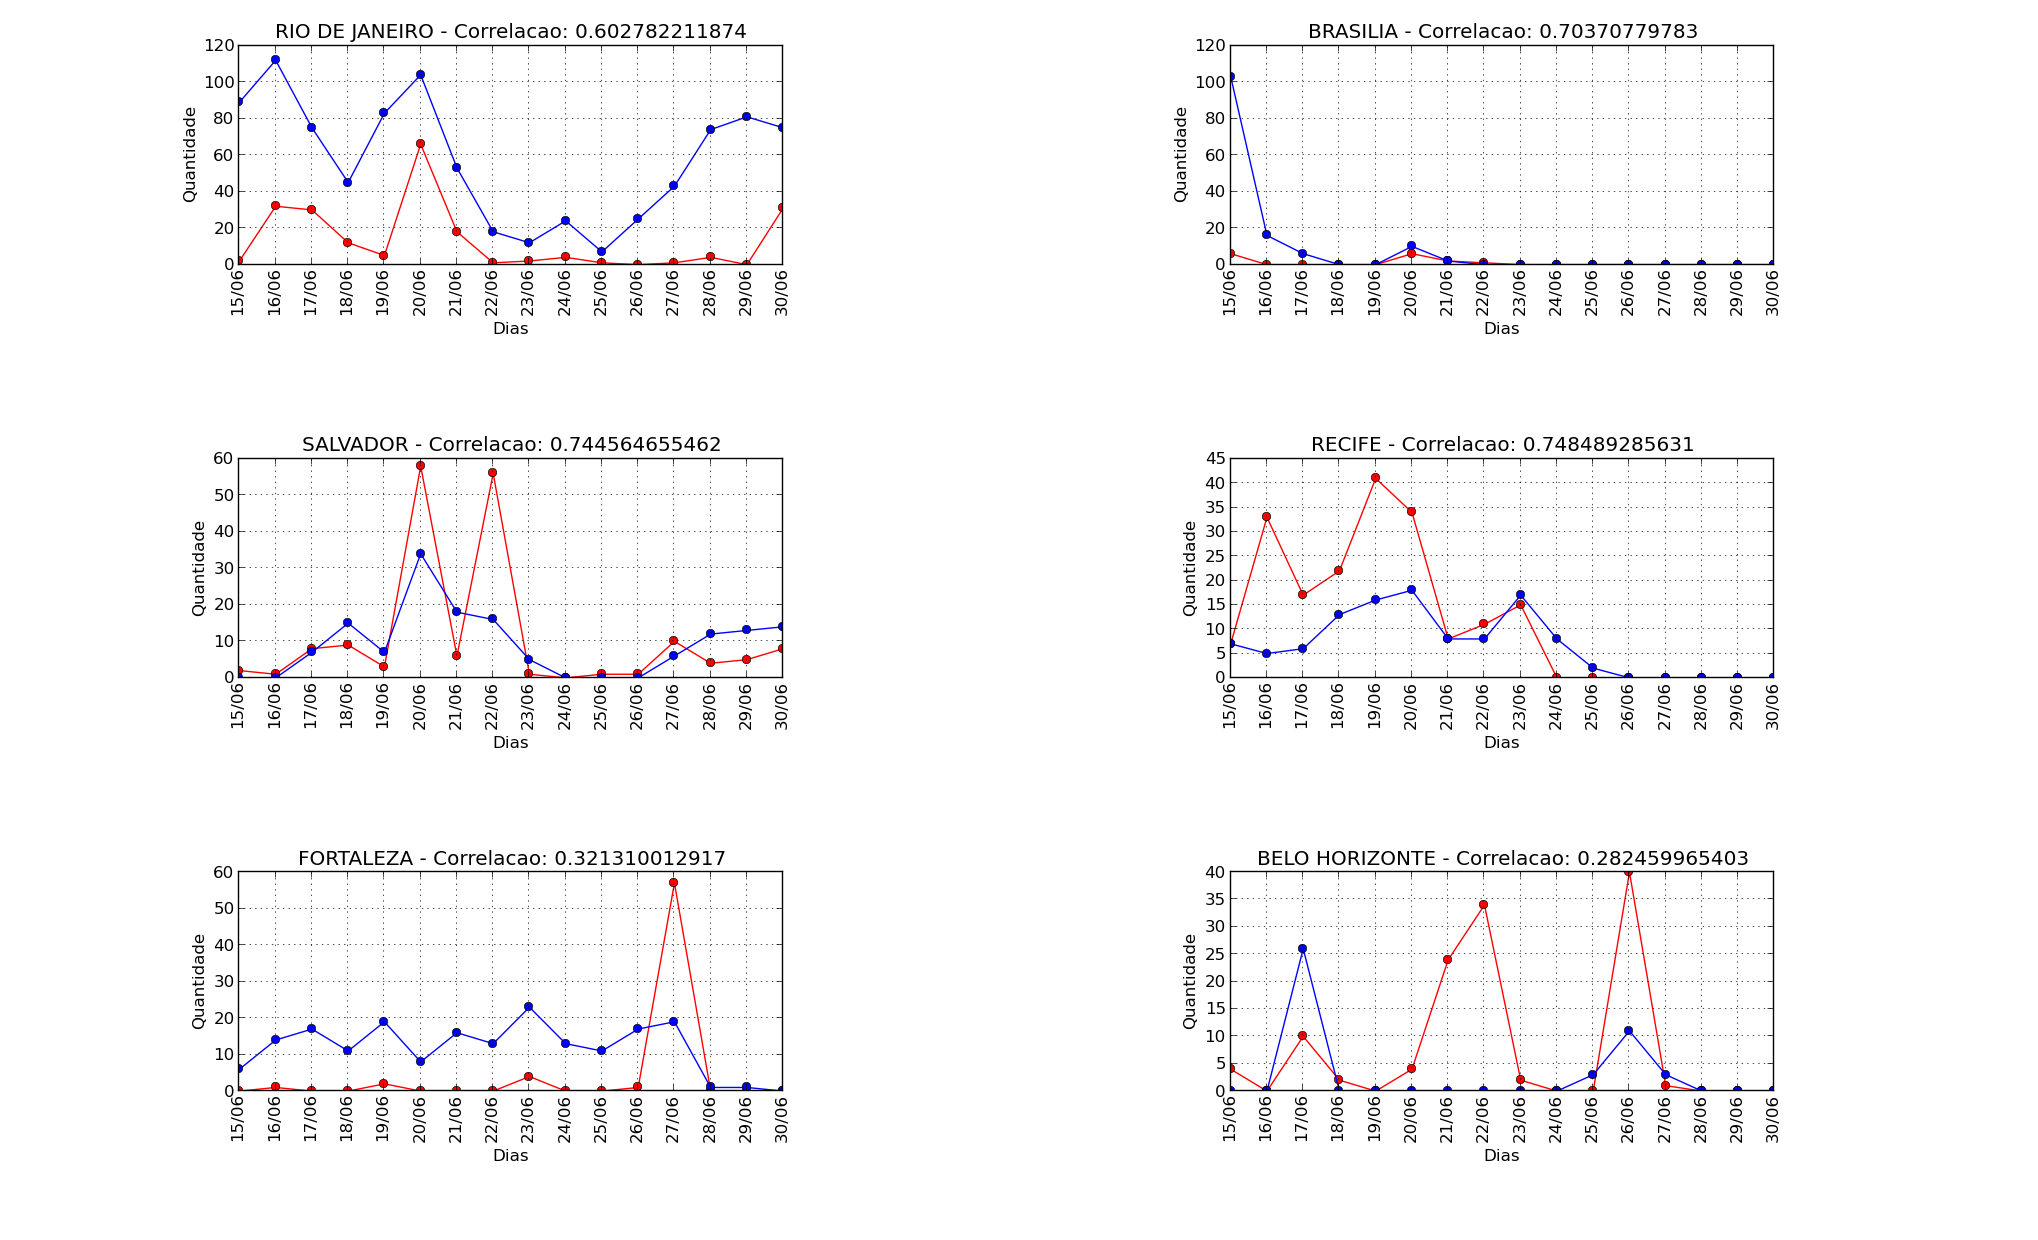 RIO DE JANEIRO - Correlacao: 0.602782211874
120
100
80
60
40
20
0
Quantidade
15/06 16/06 17/06 18/06 19/06 20/06 21/06 22/06 23/06 24/06 25/06 26/06 27/06 28/06 29/06 30/06
Dias
BRASILIA - Correlacao: 0.70370779783
120
100
80
60
40
20
0
Quantidade
15/06 16/06 17/06 18/06 19/06 20/06 21/06 22/06 23/06 24/06 25/06 26/06 27/06 28/06 29/06 30/06
Dias
SALVADOR - Correlacao: 0.744564655462
60
50
40
30
20
10
0
Quantidade
15/06 16/06 17/06 18/06 19/06 20/06 21/06 22/06 23/06 24/06 25/06 26/06 27/06 28/06 29/06 30/06
Dias
RECIFE - Correlacao: 0.748489285631
45
40
35
30
25
20
15
10
5
0
Quantidade
15/06 16/06 17/06 18/06 19/06 20/06 21/06 22/06 23/06 24/06 25/06 26/06 27/06 28/06 29/06 30/06
Dias
FORTALEZA - Correlacao: 0.321310012917
60
50
40
30
20
10
0
Quantidade
15/06 16/06 17/06 18/06 19/06 20/06 21/06 22/06 23/06 24/06 25/06 26/06 27/06 28/06 29/06 30/06
Dias
BELO HORIZONTE - Correlacao: 0.282459965403
40
35
30
25
20
15
10
5
0
Quantidade
15/06 16/06 17/06 18/06 19/06 20/06 21/06 22/06 23/06 24/06 25/06 26/06 27/06 28/06 29/06 30/06
Dias